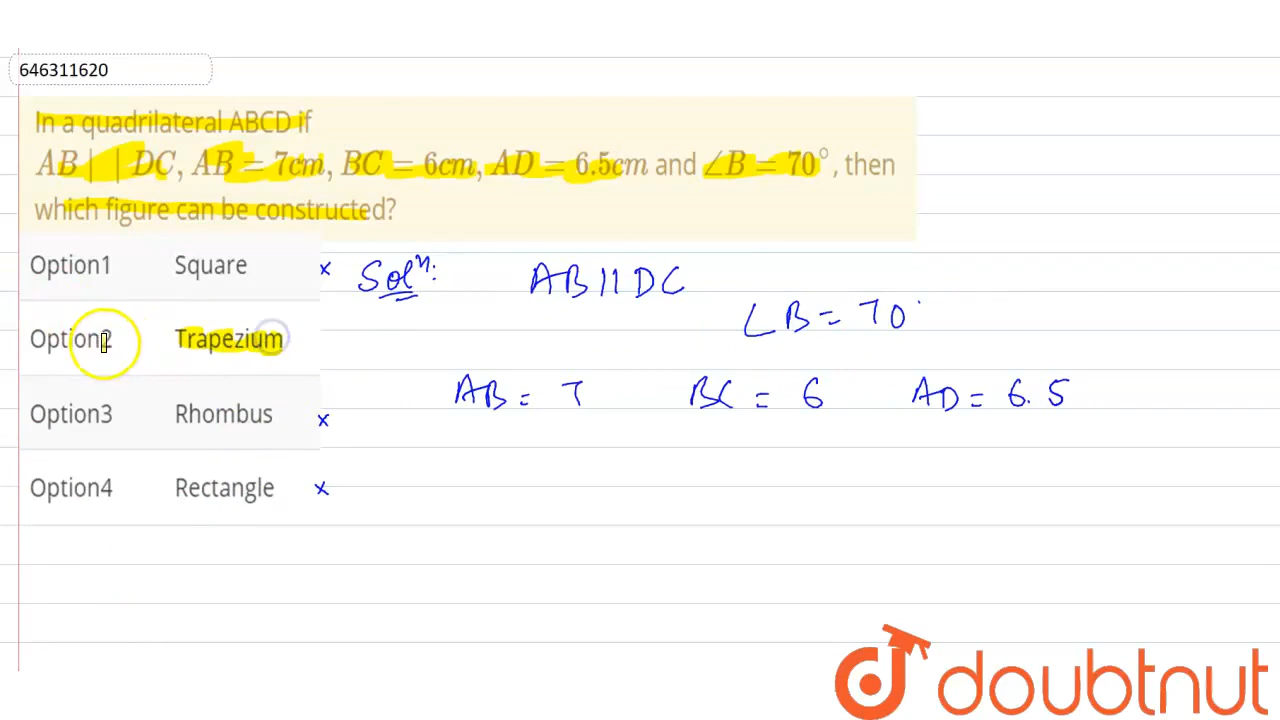 646311620
In a quadrilateral ABCD if
AB| |DC, AB = 7cm, BC = 6cm, AD = 6.5cm and ∠B = 70°, then
which figure can be constructed?
Option1 Square ×
Solⁿ: AB || DC
∠B = 70°
Option2 Trapezium
AB = 7 BC = 6 AD = 6.5
Option3 Rhombus ×
Option4 Rectangle ×
doubtnut